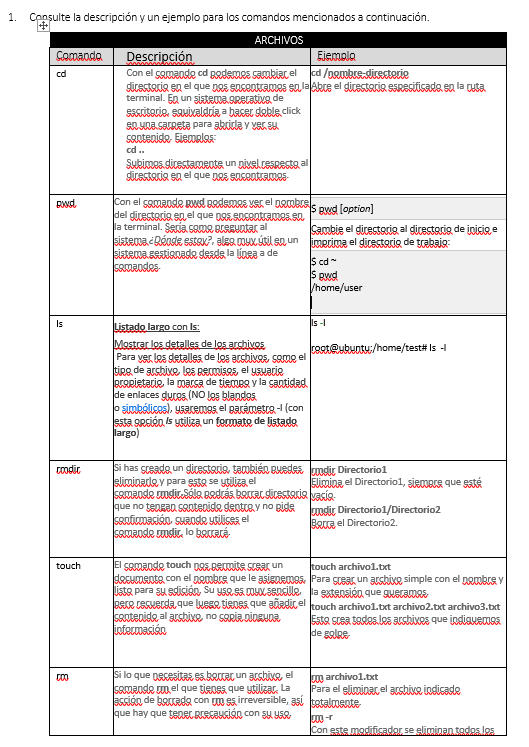 1. Consulte la descripción y un ejemplo para los comandos mencionados a continuación.
ARCHIVOS
Comando Descripción Ejemplo
cd
Con el comando cd podemos cambiar el
directorio en el que nos encontramos en la
terminal. En un sistema operativo de
escritorio, equivaldría a hacer doble click
en una carpeta para abrirla y ver su
contenido. Ejemplos:
cd ..
Subimos directamente un nivel respecto al
directorio en el que nos encontramos.
cd /nombre-directorio
Abre el directorio especificado en la ruta
pwd
Con el comando pwd podemos ver el nombre
del directorio en el que nos encontramos en
la terminal. Sería como preguntar al
sistema ¿Dónde estoy?, algo muy útil en un
sistema gestionado desde la línea a de
comandos.
$ pwd [option]
Cambie el directorio al directorio de inicio e
imprima el directorio de trabajo:
$ cd ~
$ pwd
/home/user
ls
Listado largo con ls:
Mostrar los detalles de los archivos
Para ver los detalles de los archivos, como el
tipo de archivo, los permisos, el usuario
propietario, la marca de tiempo y la cantidad
de enlaces duros (NO los blandos
o simbólicos), usaremos el parámetro -l (con
esta opción ls utiliza un formato de listado
largo)
ls -l
root@ubuntu:/home/test# ls -l
rmdir
Si has creado un directorio, también puedes
eliminarlo y para esto se utiliza el
comando rmdir.Sólo podrás borrar directorio
que no tengan contenido dentro y no pide
confirmación, cuando utilices el
comando rmdir, lo borrará.
rmdir Directorio1
Elimina el Directorio1, siempre que esté
vacío.
rmdir Directorio1/Directorio2
Borra el Directorio2.
touch
El comando touch nos permite crear un
documento con el nombre que le asignemos,
listo para su edición. Su uso es muy sencillo,
pero recuerda que luego tienes que añadir el
contenido al archivo, no copia ninguna
información.
touch archivo1.txt
Para crear un archivo simple con el nombre y
la extensión que queramos.
touch archivo1.txt archivo2.txt archivo3.txt
Esto crea todos los archivos que indiquemos
de golpe.
rm
Si lo que necesitas es borrar un archivo, el
comando rm el que tienes que utilizar. La
acción de borrado con rm es irreversible, así
que hay que tener precaución con su uso.
rm archivo1.txt
Para el eliminar el archivo indicado
totalmente.
rm -r
Con este modificador se eliminan todos los